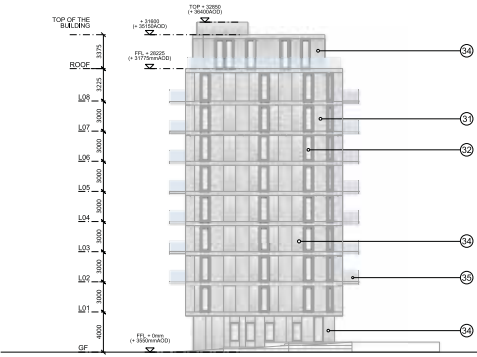 TOP + 32850
(+ 36400AOD)
TOP OF THE
BUILDING
+ 31600
(+ 35150AOD)
3375
34
FFL + 28225
(+ 31775mmAOD)
ROOF
3225
L08
3000
31
L07
3000
32
L06
3000
L05
3000
L04
3000
34
L03
3000
35
L02
3000
L01
4000
34
FFL + 0mm
(+ 3550mmAOD)
GF